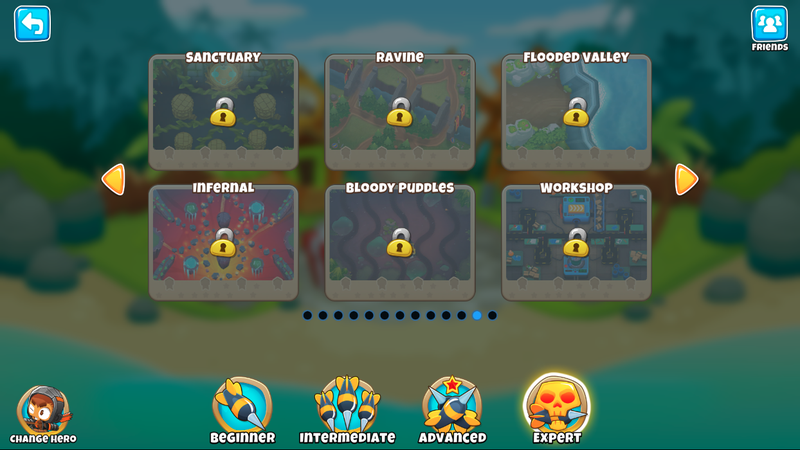 FRIENDS
SANCTUARY
RAVINE
FLOODED VALLEY
INFERNAL
BLOODY PUDDLES
WORKSHOP
CHANGE HERO
BEGINNER
INTERMEDIATE
ADVANCED
EXPERT